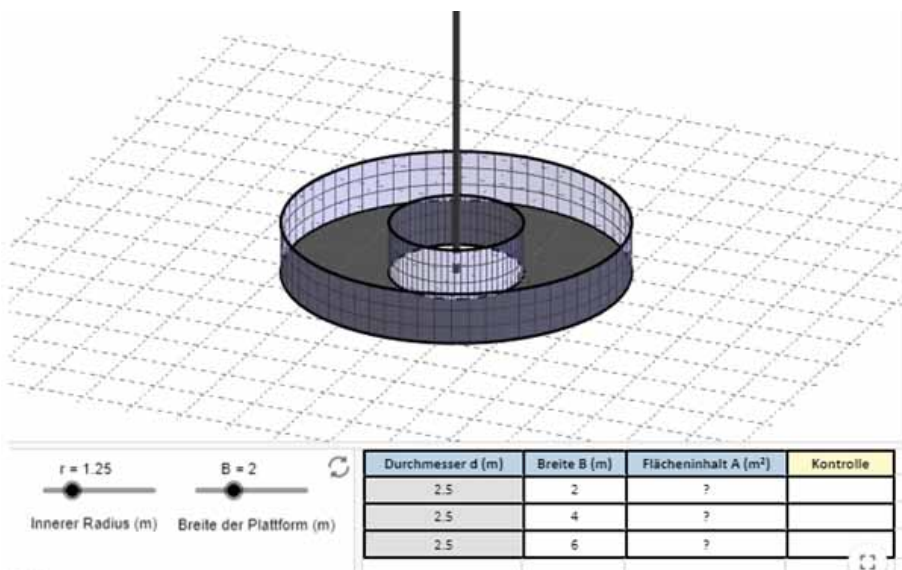 r = 1.25
B = 2
Innerer Radius (m)
Breite der Plattform (m)
Durchmesser d (m) Breite B (m) Flächeninhalt A (m²) Kontrolle
2.5 2 ?
2.5 4 ?
2.5 6 ?